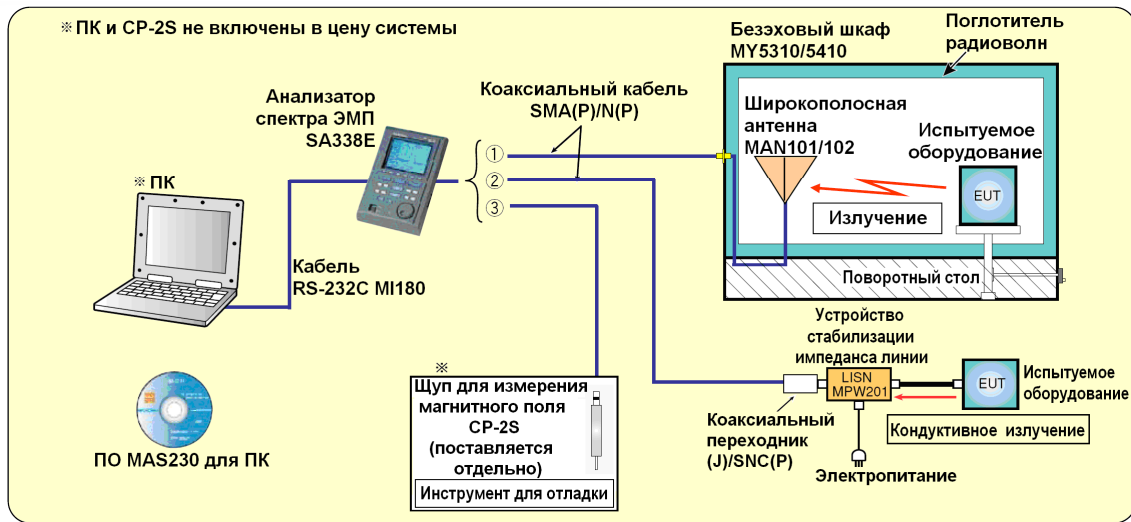 ※ ПК и CP-2S не включены в цену системы
Анализатор
спектра ЭМП
SA338E
Коаксиальный кабель
SMA(P)/N(P)
①
②
③
※ ПК
Кабель
RS-232C MI180
ПО MAS230 для ПК
Безэховый шкаф
MY5310/5410
Поглотитель
радиоволн
Широкополосная
антенна
MAN101/102
Испытуемое
оборудование
EUT
Излучение
Поворотный стол
Устройство
стабилизации
импеданса линии
LISN
MPW201
EUT
Испытуемое
оборудование
Коаксиальный
переходник
(J)/SNC(P)
Кондуктивное излучение
Электропитание
※
Щуп для измерения
магнитного поля
CP-2S
(поставляется
отдельно)
Инструмент для отладки